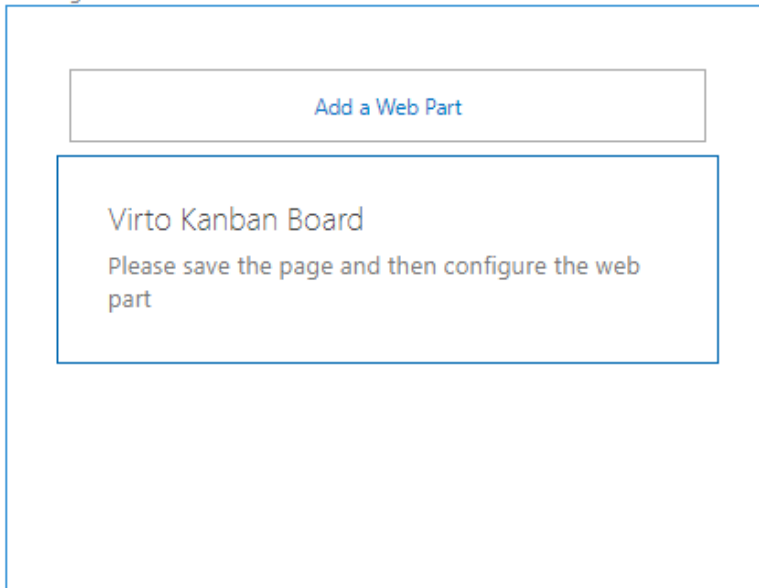 Add a Web Part
Virto Kanban Board
Please save the page and then configure the web
part